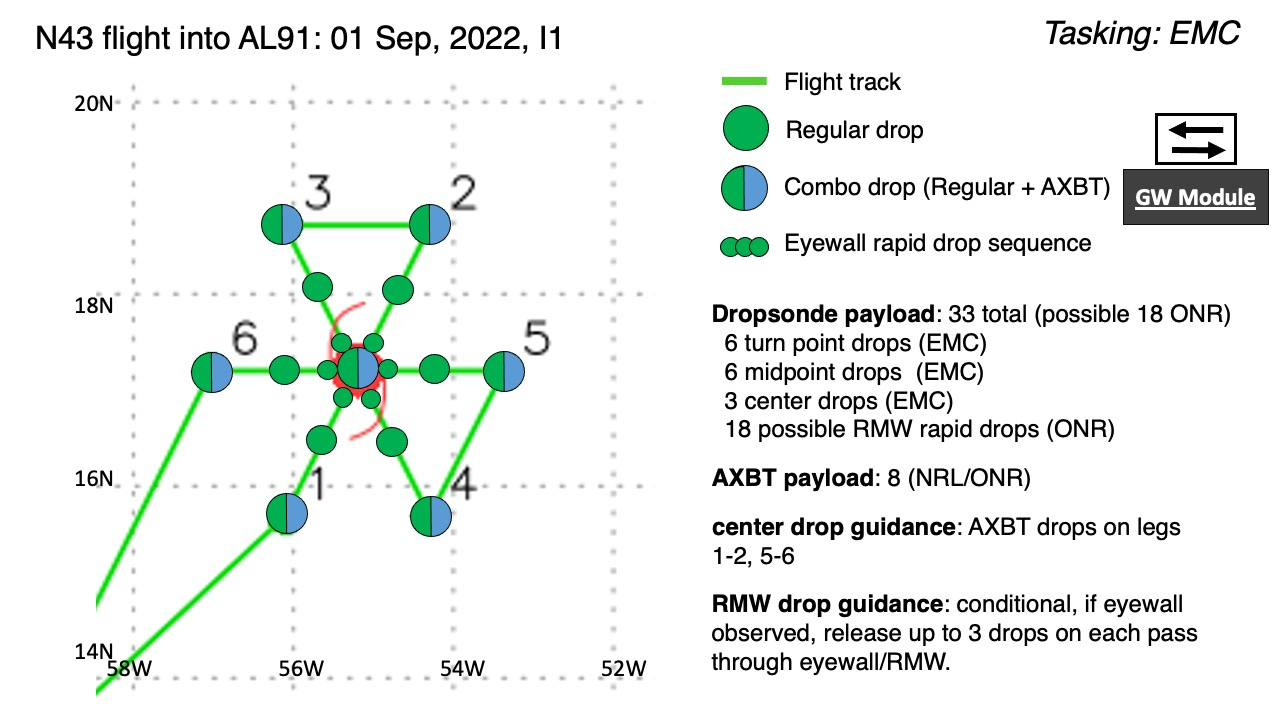 N43 flight into AL91: 01 Sep, 2022, I1
Tasking: EMC
20N
18N
16N
14N
58W
56W
54W
52W
3
2
6
5
1
4
Flight track
Regular drop
Combo drop (Regular + AXBT)
Eyewall rapid drop sequence
GW Module
Dropsonde payload: 33 total (possible 18 ONR)
6 turn point drops (EMC)
6 midpoint drops (EMC)
3 center drops (EMC)
18 possible RMW rapid drops (ONR)
AXBT payload: 8 (NRL/ONR)
center drop guidance: AXBT drops on legs
1-2, 5-6
RMW drop guidance: conditional, if eyewall
observed, release up to 3 drops on each pass
through eyewall/RMW.